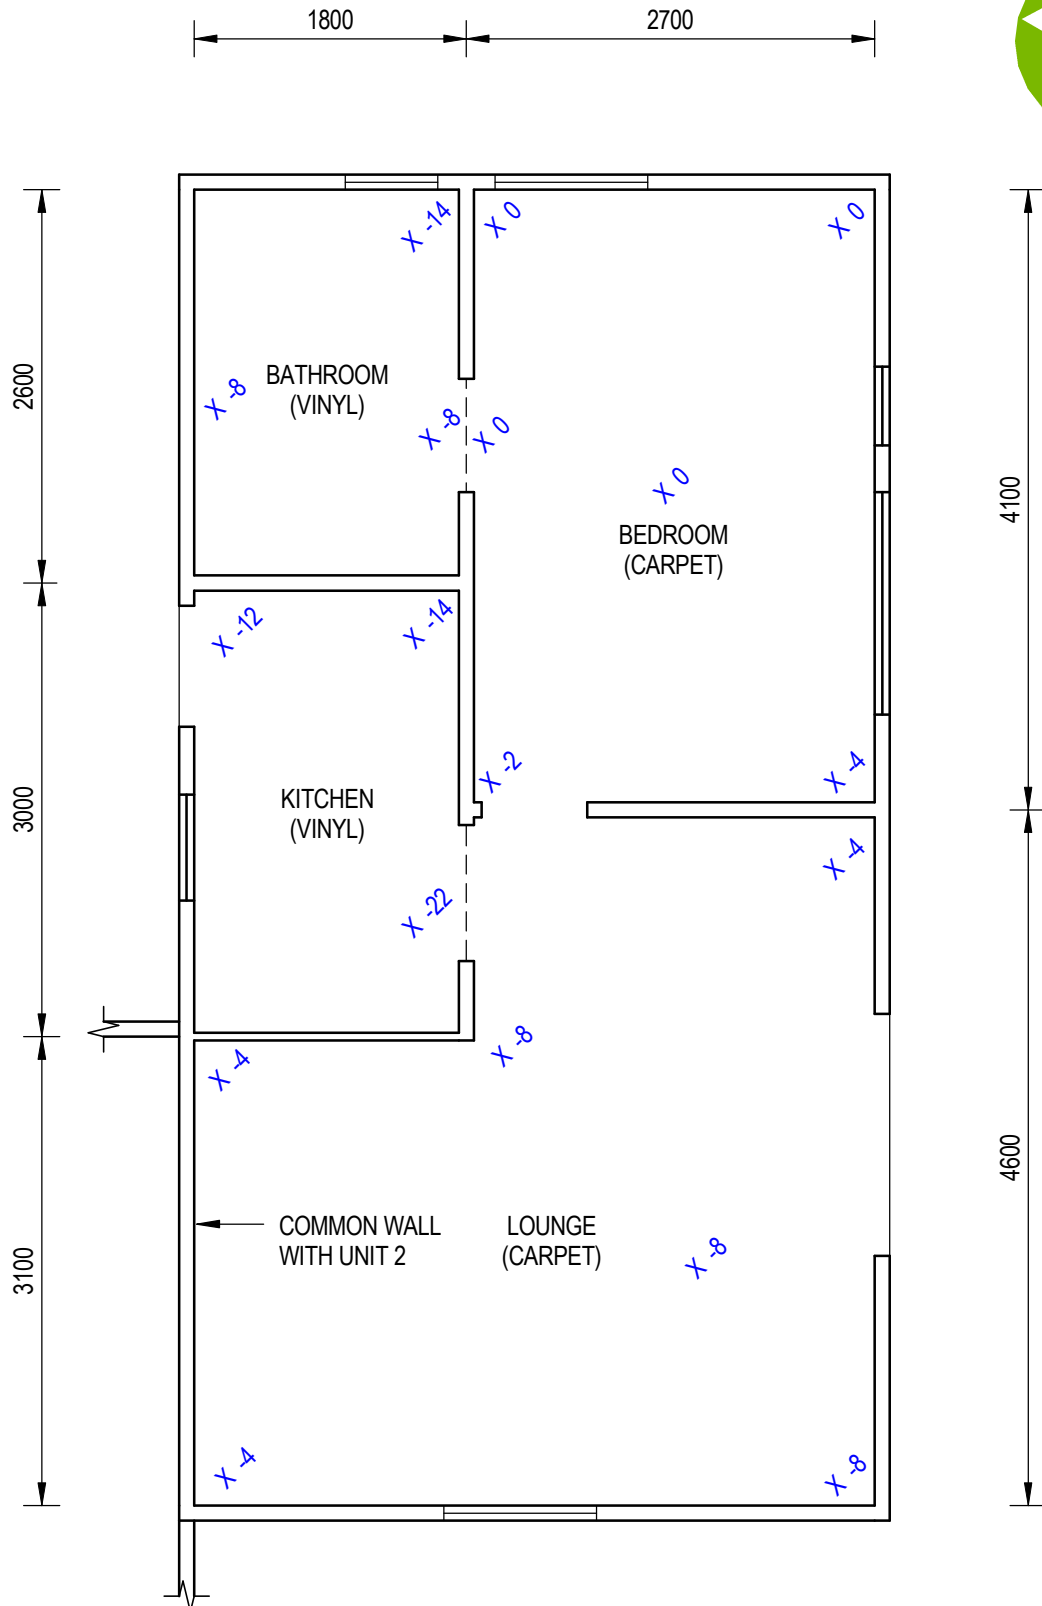 1800
2700
X -14
X 0
X 0
2600
BATHROOM
(VINYL)
X -8
X -8
X 0
X 0
4100
BEDROOM
(CARPET)
X -12
X -14
X -2
X -4
3000
KITCHEN
(VINYL)
X -4
X -22
X -8
X -4
4600
COMMON WALL
WITH UNIT 2
LOUNGE
(CARPET)
X -8
3100
X -4
X -8